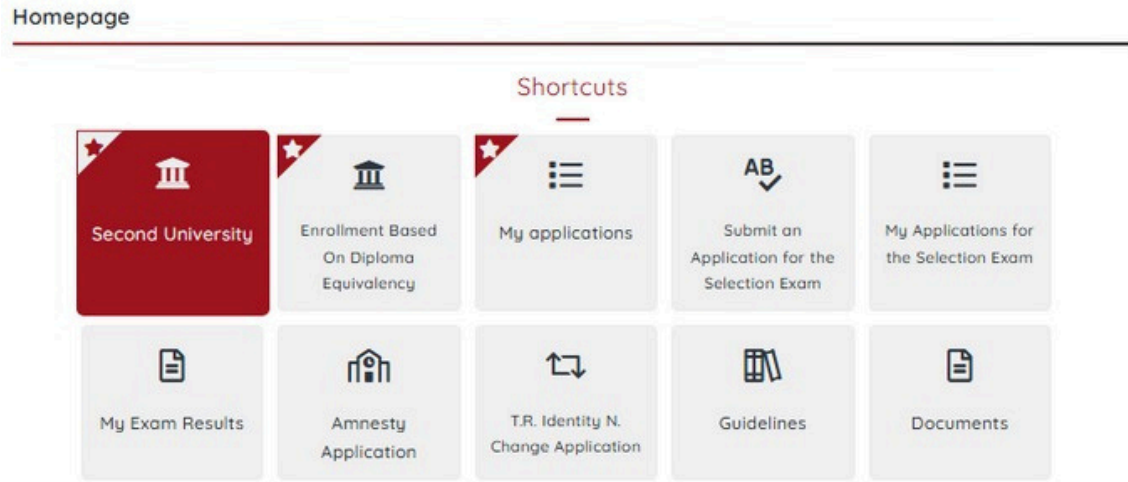 Homepage
Shortcuts
Second University
Enrollment Based
On Diploma
Equivalency
My applications
AB
Submit an
Application for the
Selection Exam
My Applications for
the Selection Exam
My Exam Results
Amnesty
Application
T.R. Identity N.
Change Application
Guidelines
Documents